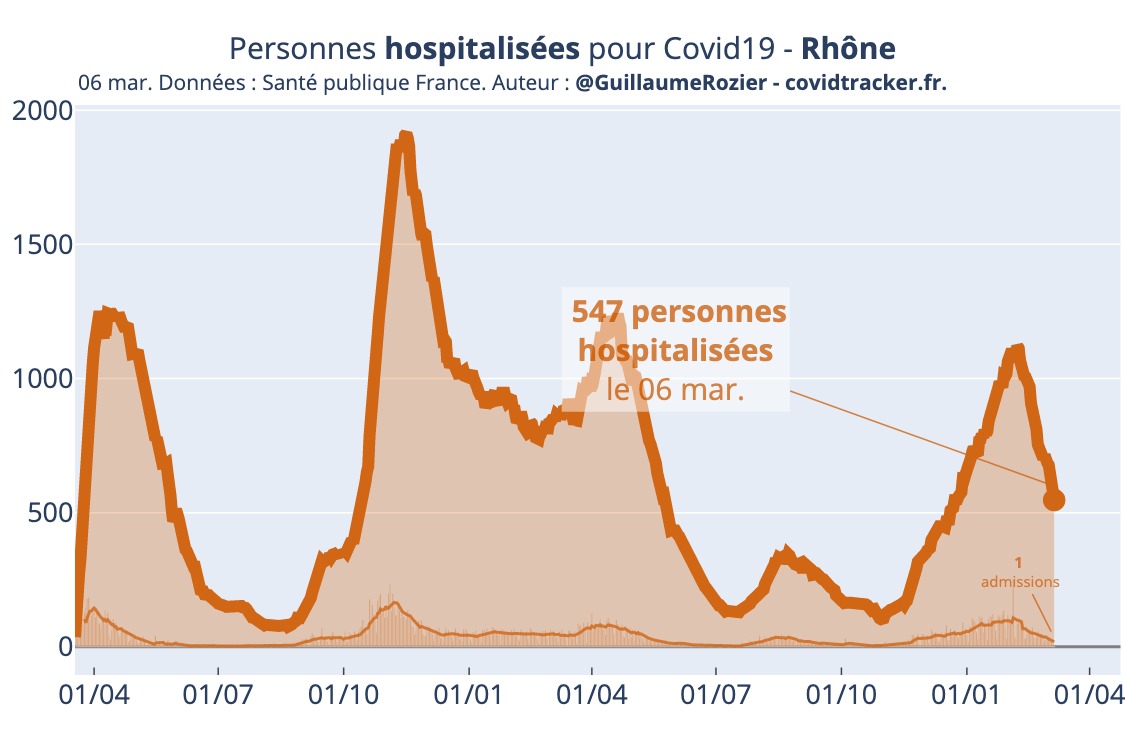 Personnes hospitalisées pour Covid19 - Rhône
06 mar. Données : Santé publique France. Auteur : @GuillaumeRozier - covidtracker.fr.
2000
1500
1000
500
0
547 personnes
hospitalisées
le 06 mar.
1
admissions
01/04 01/07 01/10 01/01 01/04 01/07 01/10 01/01 01/04